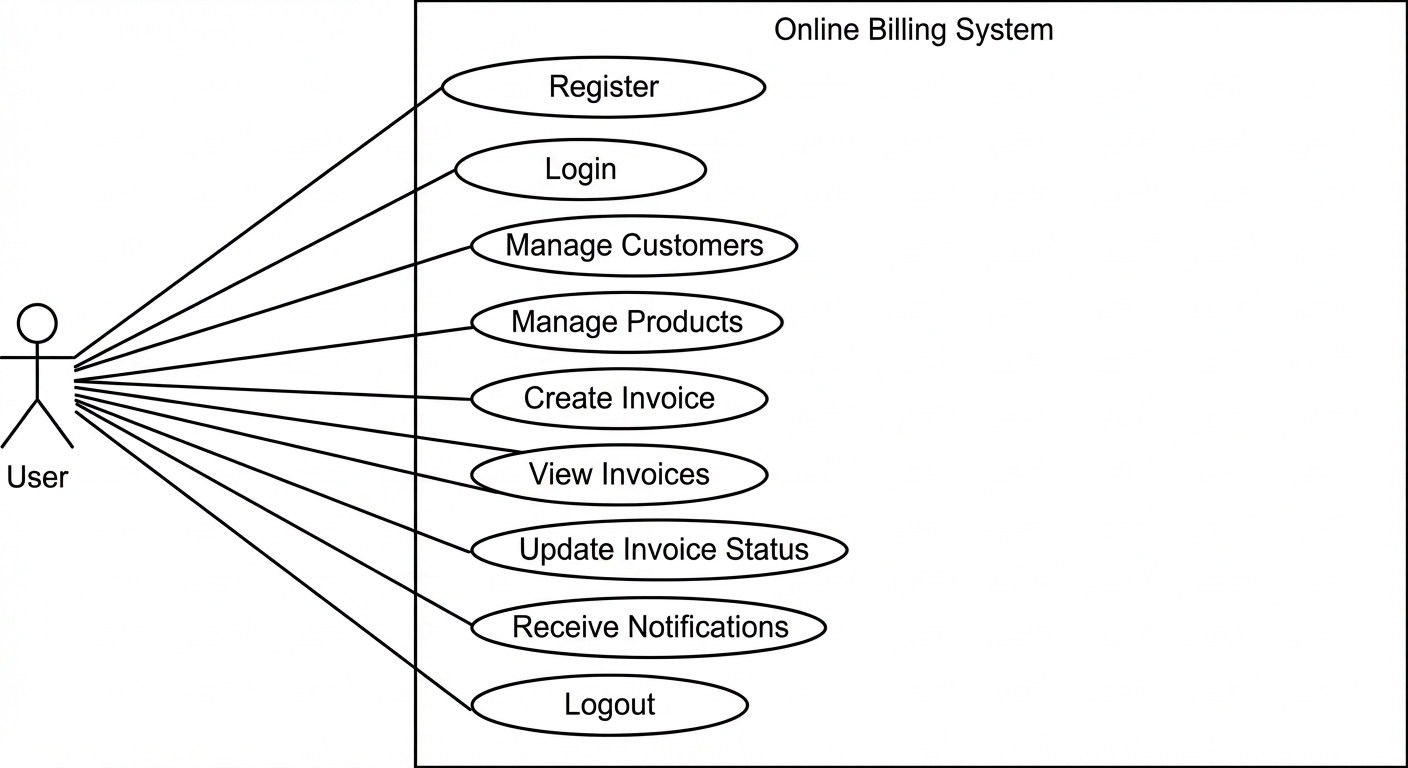 Online Billing System
Register
Login
Manage Customers
Manage Products
Create Invoice
View Invoices
Update Invoice Status
Receive Notifications
Logout
User